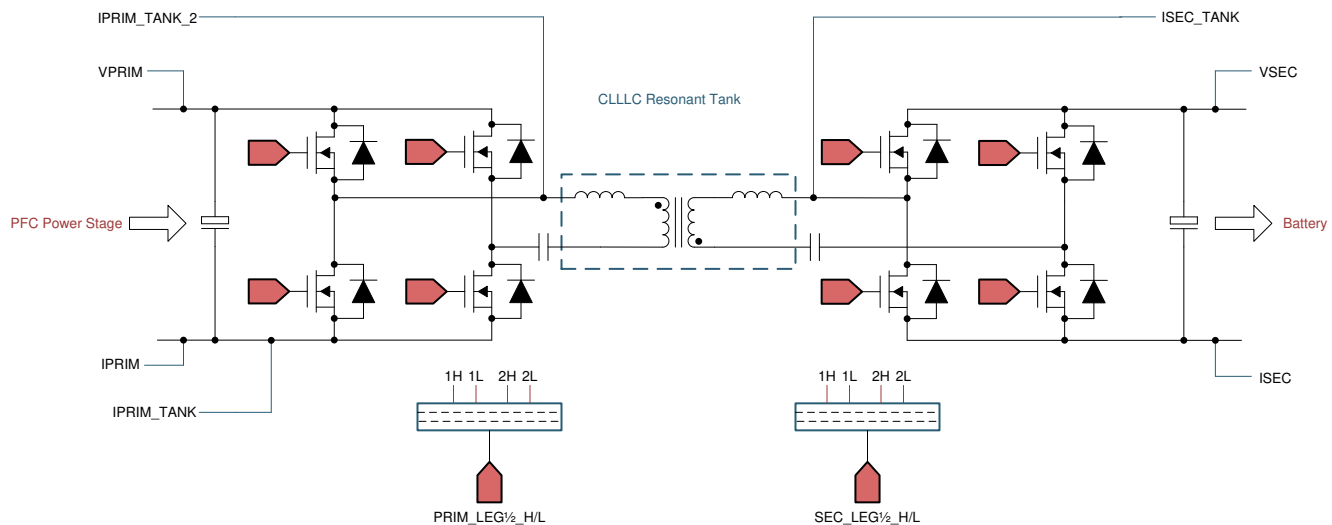 IPRIM_TANK_2
ISEC_TANK
VPRIM
VSEC
CLLLC Resonant Tank
PFC Power Stage
Battery
IPRIM
ISEC
IPRIM_TANK
1H 1L 2H 2L
1H 1L 2H 2L
PRIM_LEG½_H/L
SEC_LEG½_H/L